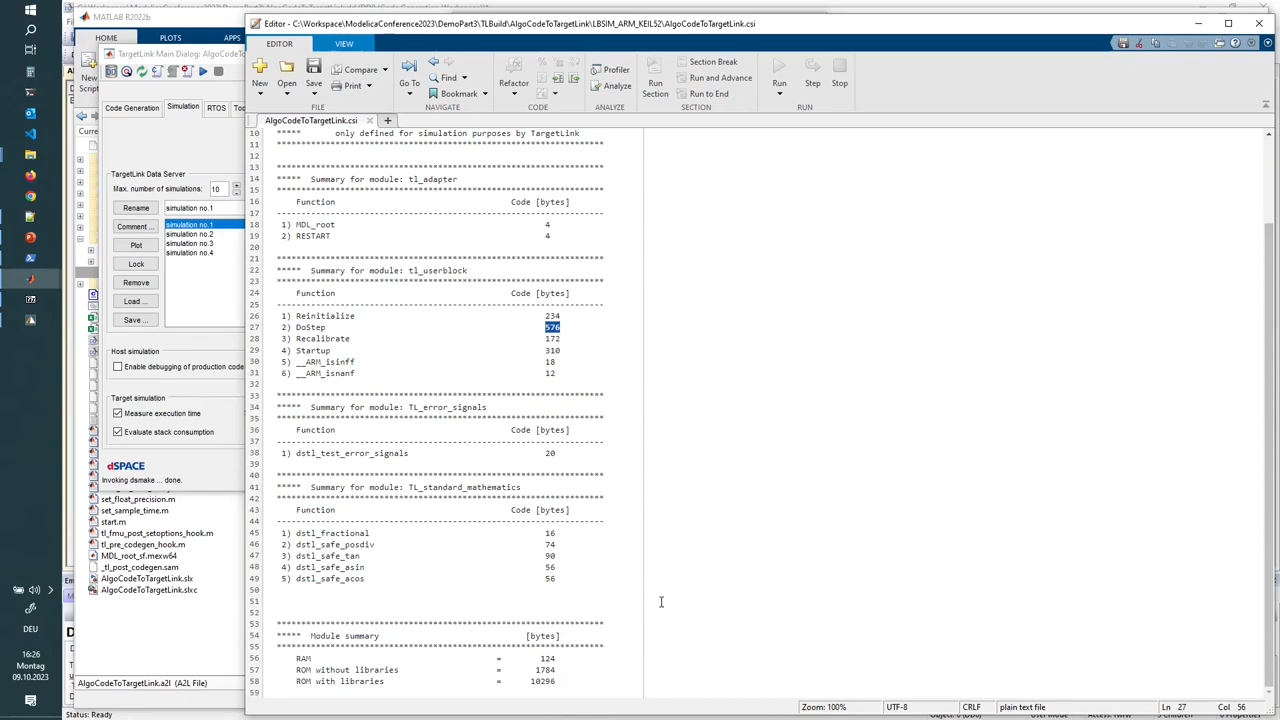 MATLAB R2022b
HOME PLOTS APPS
New
Script
Curre
TargetLink Main Dialog: AlgoCodeTo
Code Generation Simulation RTOS Too
TargetLink Data Server
Max. number of simulations: 10
Rename simulation no.1
Comment ... simulation no.1
simulation no.2
Plot simulation no.3
simulation no.4
Lock
Remove
Load ...
Save ...
Host simulation
Enable debugging of production code
Target simulation
Measure execution time
Evaluate stack consumption
dSPACE
Invoking dsmake ... done.
set_float_precision.m
set_sample_time.m
start.m
tl_fmu_post_setoptions_hook.m
tl_pre_codegen_hook.m
MDL_root_sf.mexw64
_tl_post_codegen.sam
AlgoCodeToTargetLink.slx
AlgoCodeToTargetLink.slxc
AlgoCodeToTargetLink.a2l (A2L File)
Status: Ready
DEU
16:26
Montag
09.10.2023
Editor - C:\Workspace\ModelicaConference2023\DemoPart3\TLBuild\AlgoCodeToTargetLink\LBSIM_ARM_KEIL52\AlgoCodeToTargetLink.csi
EDITOR VIEW
New Open Save Compare Print Go To Find Bookmark Refactor Profiler Analyze Run Section Section Break Run and Advance Run to End Run Step Stop
FILE NAVIGATE CODE ANALYZE SECTION RUN
AlgoCodeToTargetLink.csi
10 ***** only defined for simulation purposes by TargetLink
11 *********************************************************************
12
13 *********************************************************************
14 ***** Summary for module: tl_adapter
15 *********************************************************************
16 Function Code [bytes]
17 ---------------------------------------------------------------------
18 1) MDL_root 4
19 2) RESTART 4
20
21 *********************************************************************
22 ***** Summary for module: tl_userblock
23 *********************************************************************
24 Function Code [bytes]
25 ---------------------------------------------------------------------
26 1) Reinitialize 234
27 2) DoStep 576
28 3) Recalibrate 172
29 4) Startup 310
30 5) __ARM_isinff 18
31 6) __ARM_isnanf 12
32
33 *********************************************************************
34 ***** Summary for module: TL_error_signals
35 *********************************************************************
36 Function Code [bytes]
37 ---------------------------------------------------------------------
38 1) dstl_test_error_signals 20
39
40 *********************************************************************
41 ***** Summary for module: TL_standard_mathematics
42 *********************************************************************
43 Function Code [bytes]
44 ---------------------------------------------------------------------
45 1) dstl_fractional 16
46 2) dstl_safe_posdiv 74
47 3) dstl_safe_tan 90
48 4) dstl_safe_asin 56
49 5) dstl_safe_acos 56
50
51
52
53 *********************************************************************
54 ***** Module summary [bytes]
55 *********************************************************************
56 RAM = 124
57 ROM without libraries = 1784
58 ROM with libraries = 10296
59
Zoom: 100% UTF-8 CRLF plain text file Ln 27 Col 56